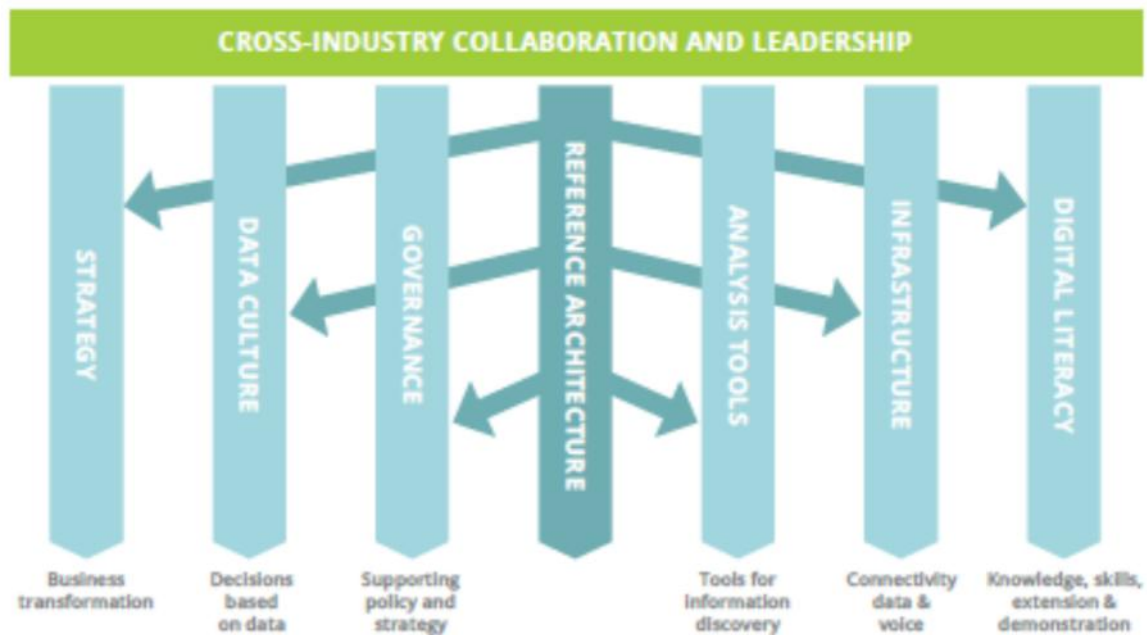 CROSS-INDUSTRY COLLABORATION AND LEADERSHIP
STRATEGY
DATA CULTURE
GOVERNANCE
REFERENCE ARCHITECTURE
ANALYSIS TOOLS
INFRASTRUCTURE
DIGITAL LITERACY
Business
transformation
Decisions
based
on data
Supporting
policy and
strategy
Tools for
information
discovery
Connectivity
data &
voice
Knowledge, skills,
extension &
demonstration